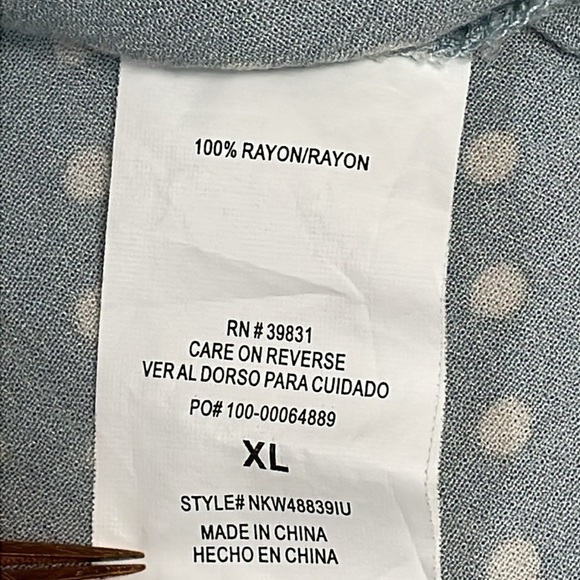 100% RAYON/RAYON
RN # 39831
CARE ON REVERSE
VER AL DORSO PARA CUIDADO
PO# 100-00064889
XL
STYLE# NKW48839IU
MADE IN CHINA
HECHO EN CHINA